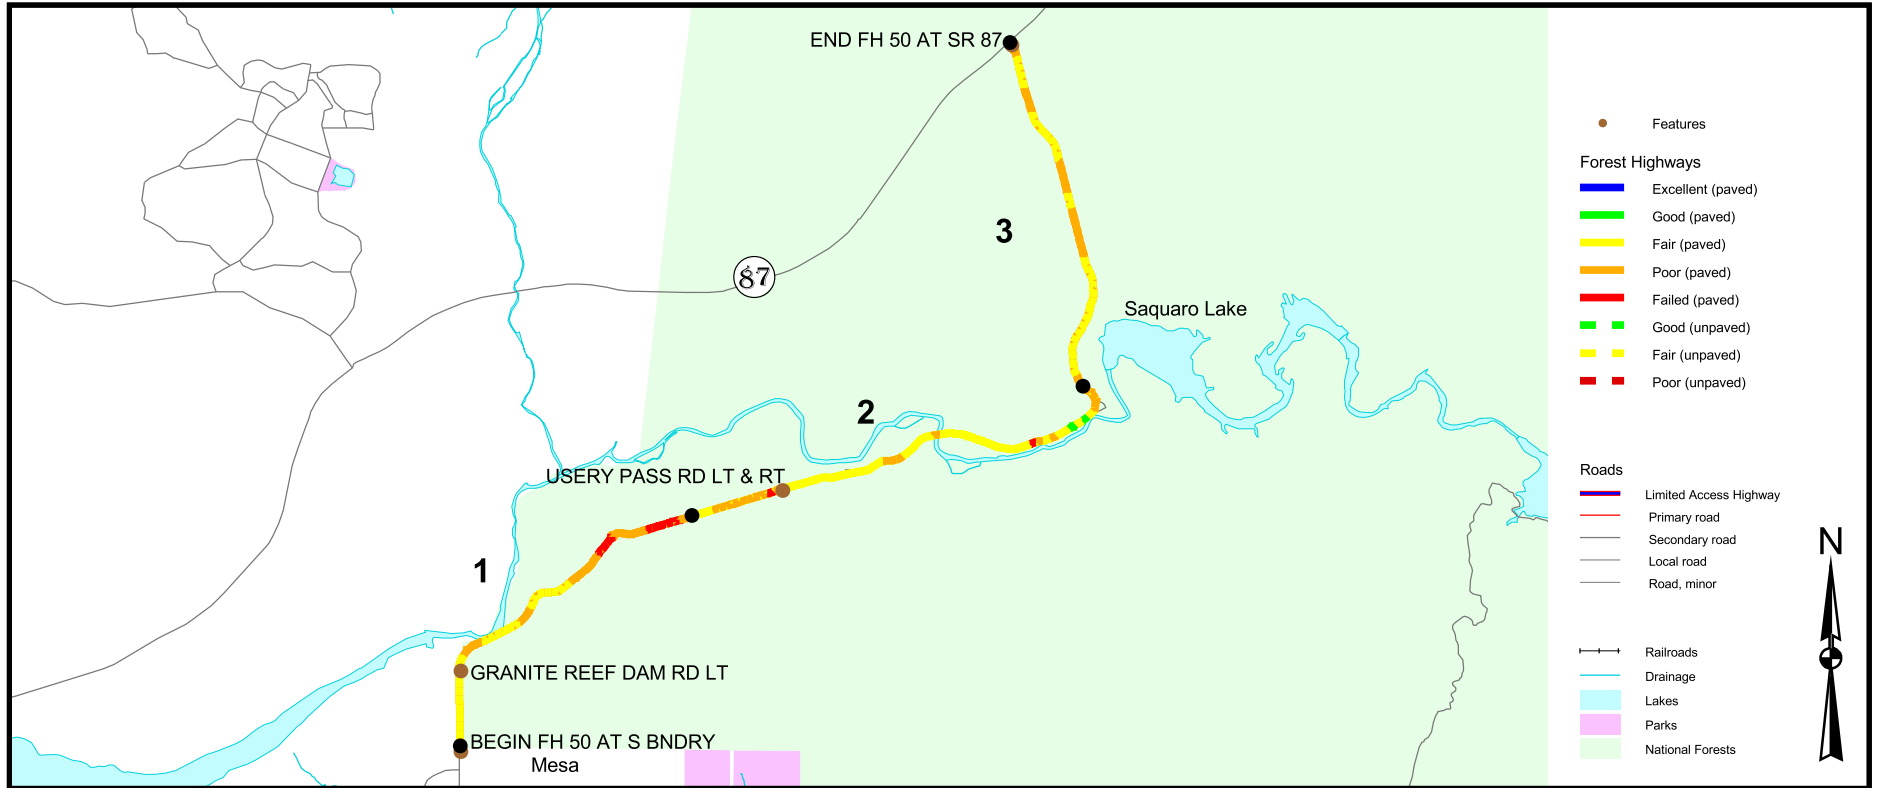 END FH 50 AT SR 87
3
87
Saquaro Lake
2
USERY PASS RD LT & RT
1
GRANITE REEF DAM RD LT
BEGIN FH 50 AT S BNDRY
Mesa
Features
Forest Highways
Excellent (paved)
Good (paved)
Fair (paved)
Poor (paved)
Failed (paved)
Good (unpaved)
Fair (unpaved)
Poor (unpaved)
Roads
Limited Access Highway
Primary road
Secondary road
Local road
Road, minor
Railroads
Drainage
Lakes
Parks
National Forests
N